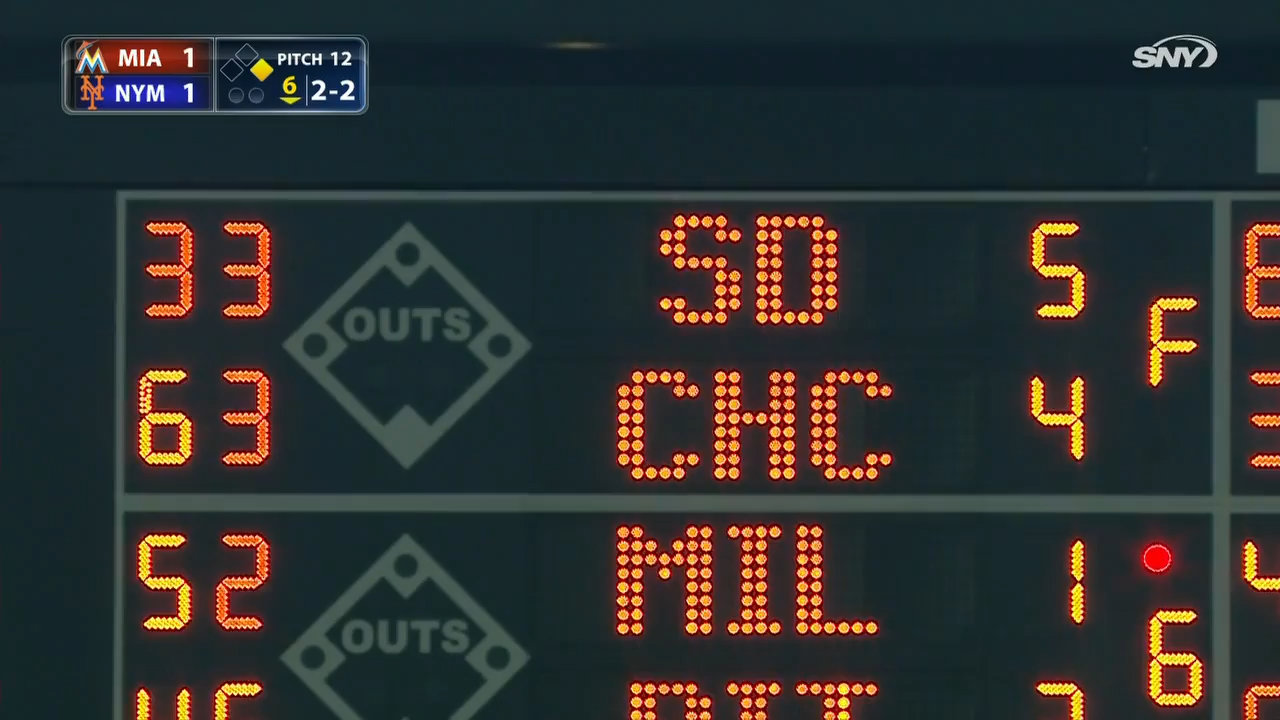 MIA 1
NYM 1
PITCH 12
6 2-2
SNY
33 SD 5
OUTS F
63 CHC 4
52 MIL 1
OUTS 6